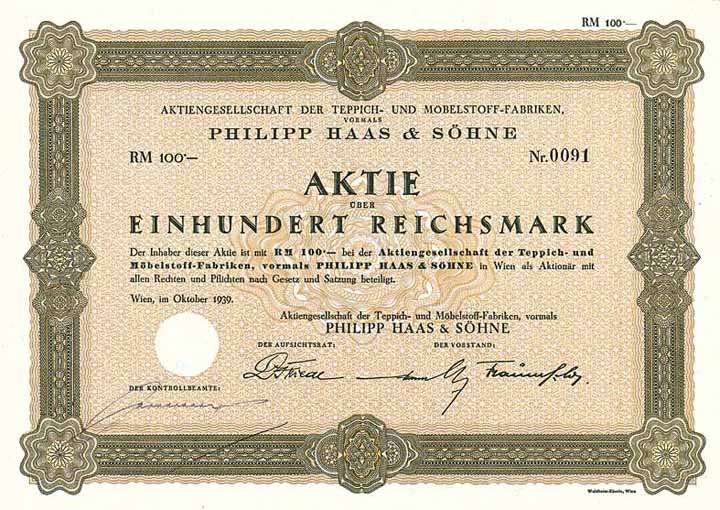 RM 100·—
AKTIENGESELLSCHAFT DER TEPPICH- UND MÖBELSTOFF-FABRIKEN,
VORMALS
PHILIPP HAAS & SÖHNE
RM 100·— Nr. 0091
AKTIE
ÜBER
EINHUNDERT REICHSMARK
Der Inhaber dieser Aktie ist mit RM 100·— bei der Aktiengesellschaft der Teppich- und
Möbelstoff-Fabriken, vormals PHILIPP HAAS & SÖHNE in Wien als Aktionär mit
allen Rechten und Pflichten nach Gesetz und Satzung beteiligt.
Wien, im Oktober 1939.
Aktiengesellschaft der Teppich- und Möbelstoff-Fabriken, vormals
PHILIPP HAAS & SÖHNE
DER AUFSICHTSRAT: DER VORSTAND:
DER KONTROLLBEAMTE:
Waldheim-Eberle, Wien